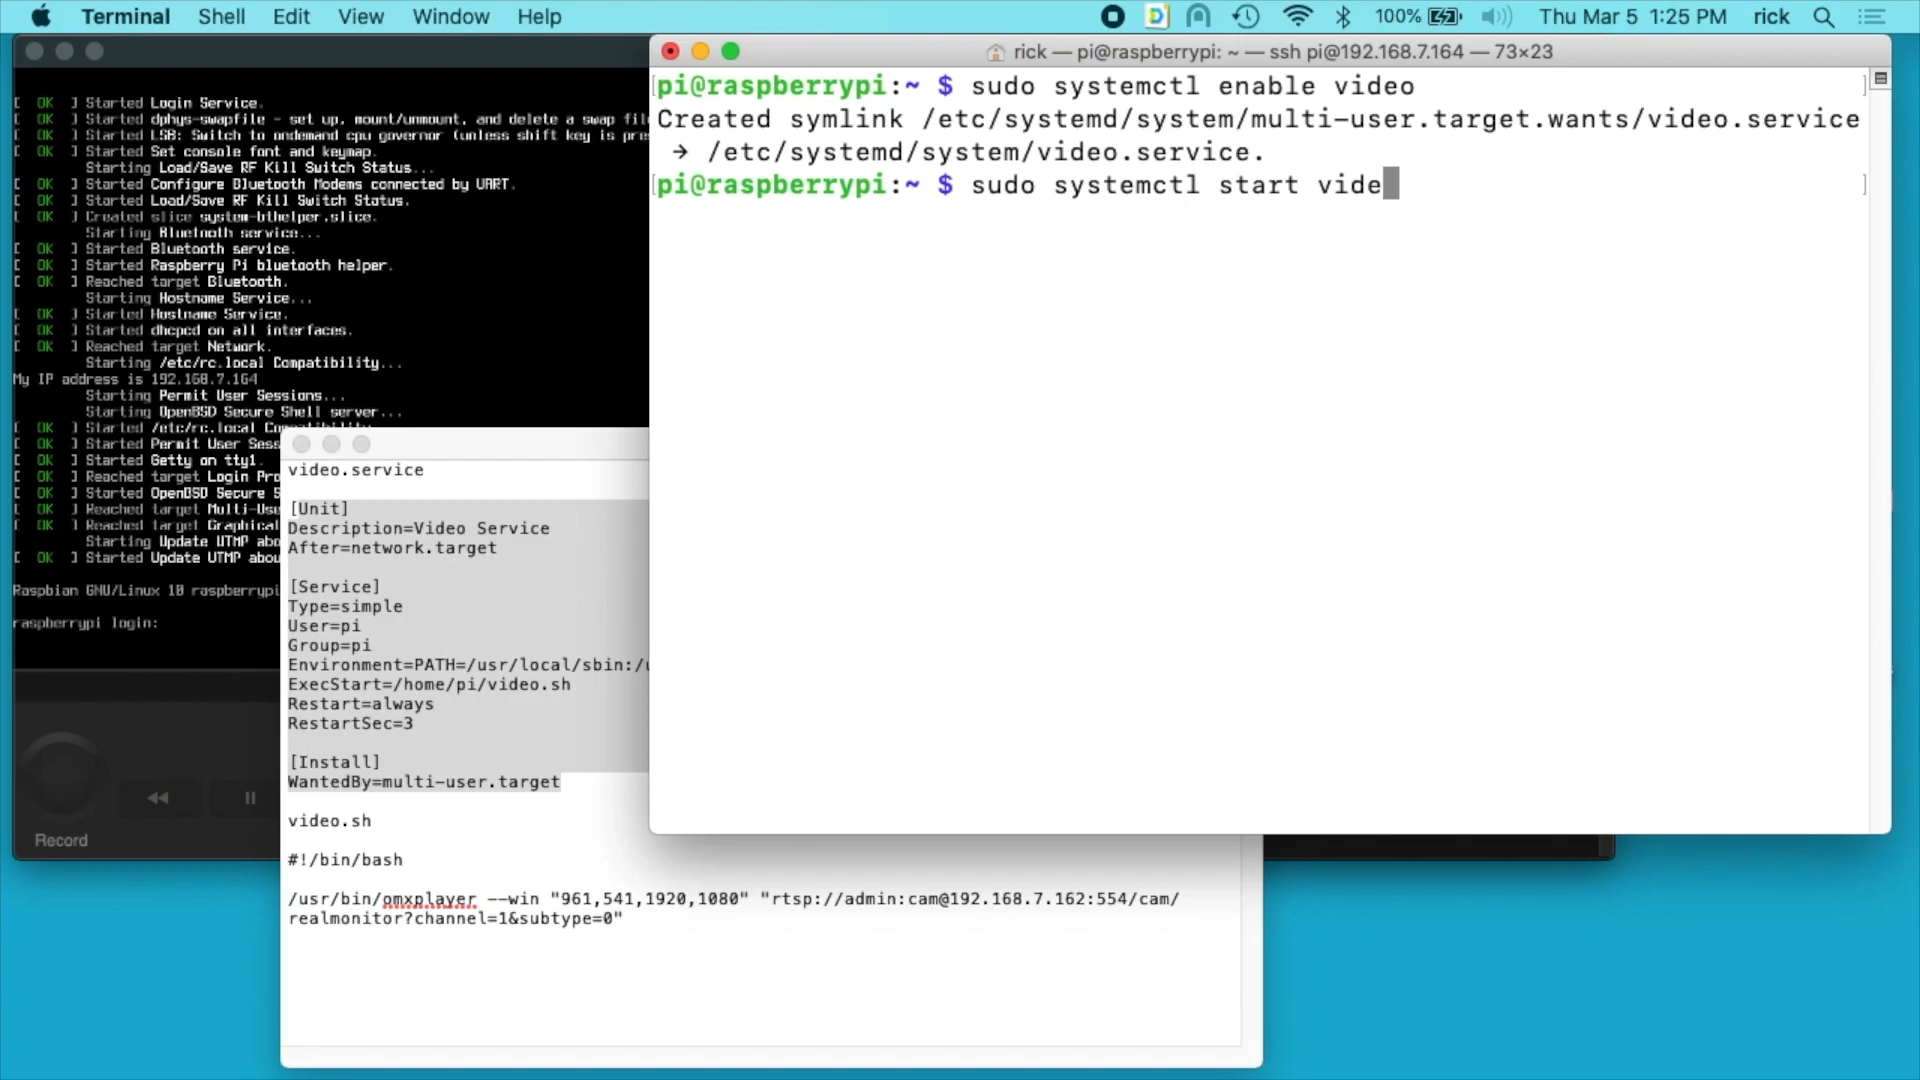 Terminal Shell Edit View Window Help 100% Thu Mar 5 1:25 PM rick
rick — pi@raspberrypi: ~ — ssh pi@192.168.7.164 — 73×23
[pi@raspberrypi:~ $ sudo systemctl enable video ]
Created symlink /etc/systemd/system/multi-user.target.wants/video.service
→ /etc/systemd/system/video.service.
[pi@raspberrypi:~ $ sudo systemctl start vide ]
[ OK ] Started Login Service.
[ OK ] Started dphys-swapfile - set up, mount/unmount, and delete a swap file
[ OK ] Started LSB: Switch to ondemand cpu governor (unless shift key is pres
[ OK ] Set console font and keymap.
Starting Load/Save RF Kill Switch Status...
[ OK ] Started Configure Bluetooth Modems connected by UART.
[ OK ] Started Load/Save RF Kill Switch Status.
[ OK ] Created slice system-bthelper.slice.
Starting Bluetooth service...
[ OK ] Started Bluetooth service.
[ OK ] Started Raspberry Pi bluetooth helper.
[ OK ] Reached target Bluetooth.
Starting Hostname Service...
[ OK ] Started Hostname Service.
[ OK ] Started dhcpcd on all interfaces.
[ OK ] Reached target Network.
Starting /etc/rc.local Compatibility...
My IP address is 192.168.7.164
Starting Permit User Sessions...
Starting OpenBSD Secure Shell server...
[ OK ] Started /etc/rc.local Compatibility.
[ OK ] Started Permit User Sess
[ OK ] Started Getty on tty1.
[ OK ] Reached target Login Pro
[ OK ] Started OpenBSD Secure S
[ OK ] Reached target Multi-Use
[ OK ] Reached target Graphical
Starting Update UTMP abo
[ OK ] Started Update UTMP abou
Raspbian GNU/Linux 10 raspberrypi
raspberrypi login:
Record
video.service
[Unit]
Description=Video Service
After=network.target
[Service]
Type=simple
User=pi
Group=pi
Environment=PATH=/usr/local/sbin:/u
ExecStart=/home/pi/video.sh
Restart=always
RestartSec=3
[Install]
WantedBy=multi-user.target
video.sh
#!/bin/bash
/usr/bin/omxplayer --win "961,541,1920,1080" "rtsp://admin:cam@192.168.7.162:554/cam/
realmonitor?channel=1&subtype=0"